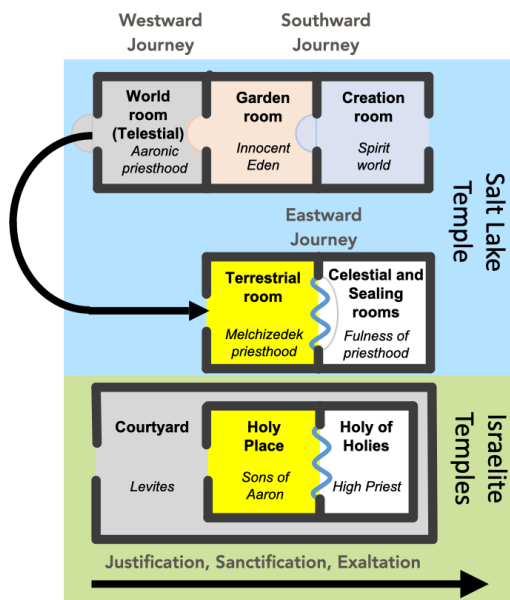 Westward
Journey
Southward
Journey
World
room
(Telestial)
Aaronic
priesthood
Garden
room
Innocent
Eden
Creation
room
Spirit
world
Salt Lake
Temple
Eastward
Journey
Terrestrial
room
Melchizedek
priesthood
Celestial and
Sealing
rooms
Fulness of
priesthood
Courtyard
Levites
Holy
Place
Sons of
Aaron
Holy of
Holies
High Priest
Israelite
Temples
Justification, Sanctification, Exaltation